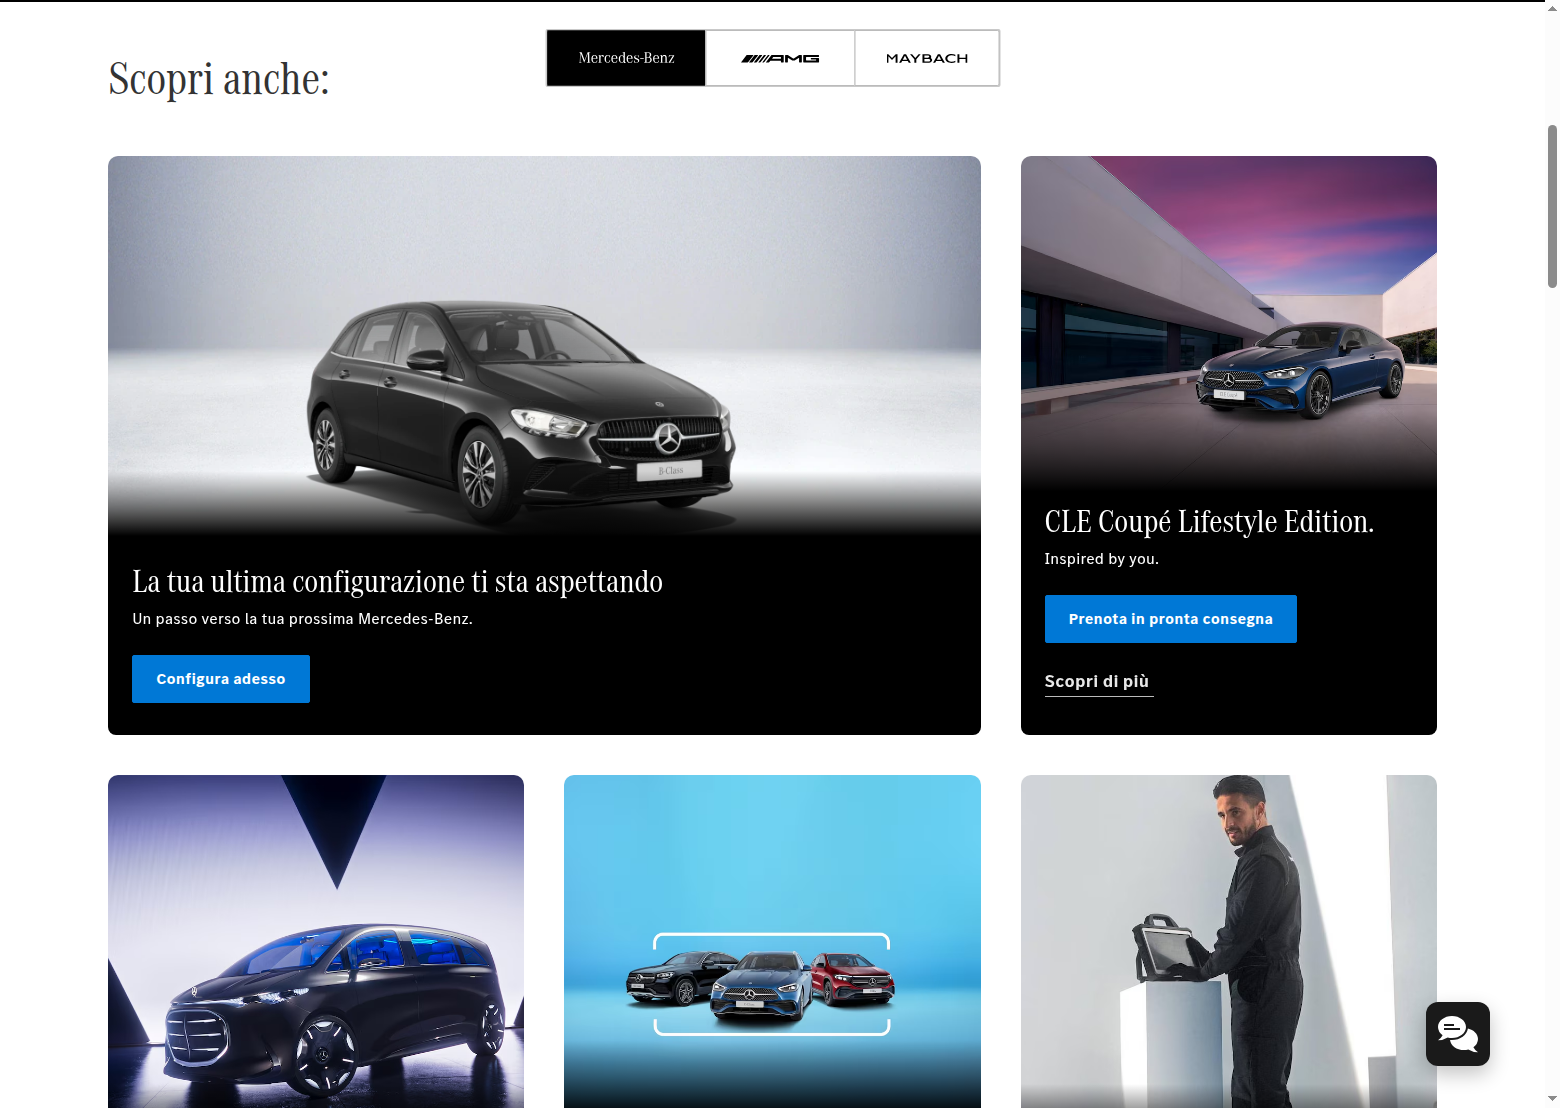 Scopri anche:
Mercedes-Benz
AMG
MAYBACH
B-Class
La tua ultima configurazione ti sta aspettando
Un passo verso la tua prossima Mercedes-Benz.
Configura adesso
CLE Coupé Lifestyle Edition.
Inspired by you.
Prenota in pronta consegna
Scopri di più